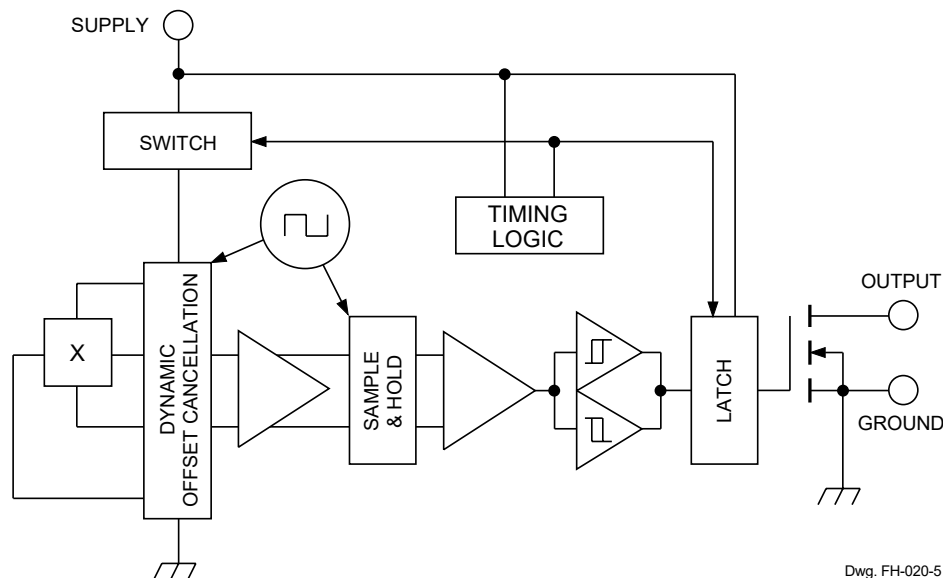 SUPPLY
SWITCH
TIMING
LOGIC
OUTPUT
X
DYNAMIC
OFFSET CANCELLATION
SAMPLE
& HOLD
LATCH
GROUND
Dwg. FH-020-5